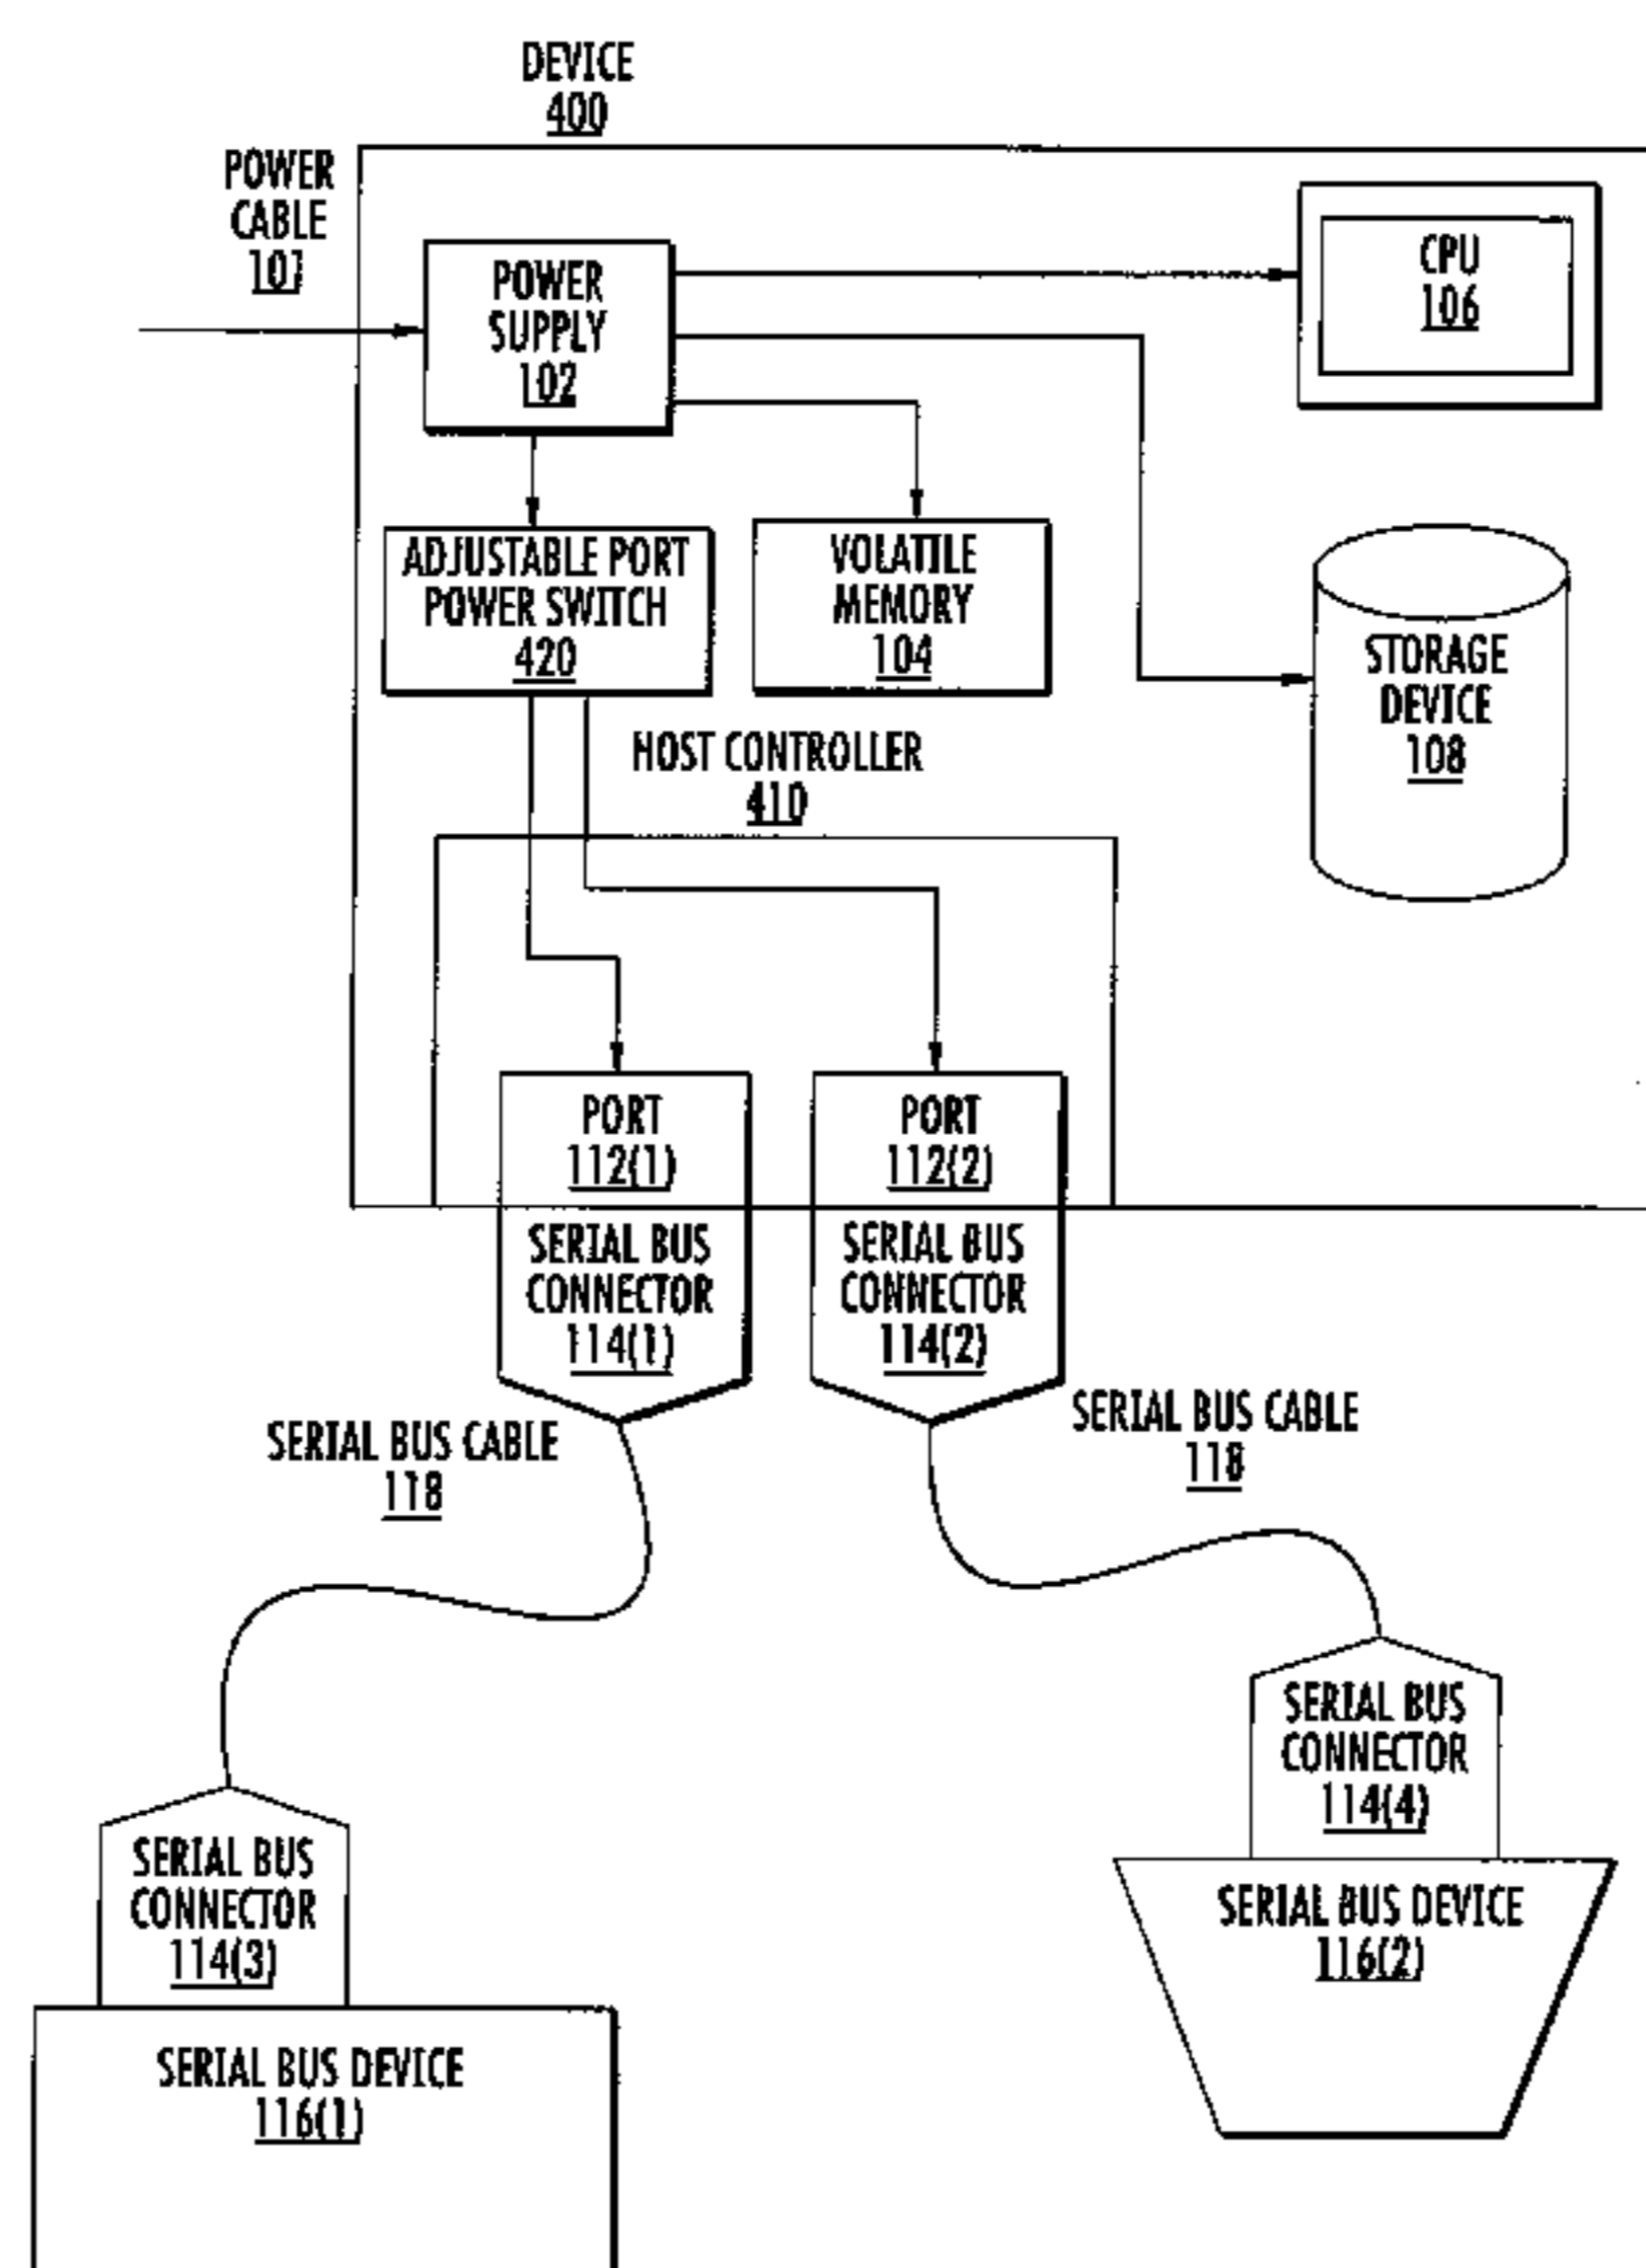 DEVICE
400
POWER
CABLE
101
POWER
SUPPLY
102
CPU
106
ADJUSTABLE PORT
POWER SWITCH
420
VOLATILE
MEMORY
104
STORAGE
DEVICE
108
HOST CONTROLLER
410
PORT
112(1)
PORT
112(2)
SERIAL BUS
CONNECTOR
114(1)
SERIAL BUS
CONNECTOR
114(2)
SERIAL BUS CABLE
118
SERIAL BUS CABLE
118
SERIAL BUS
CONNECTOR
114(4)
SERIAL BUS
CONNECTOR
114(3)
SERIAL BUS DEVICE
116(2)
SERIAL BUS DEVICE
116(1)